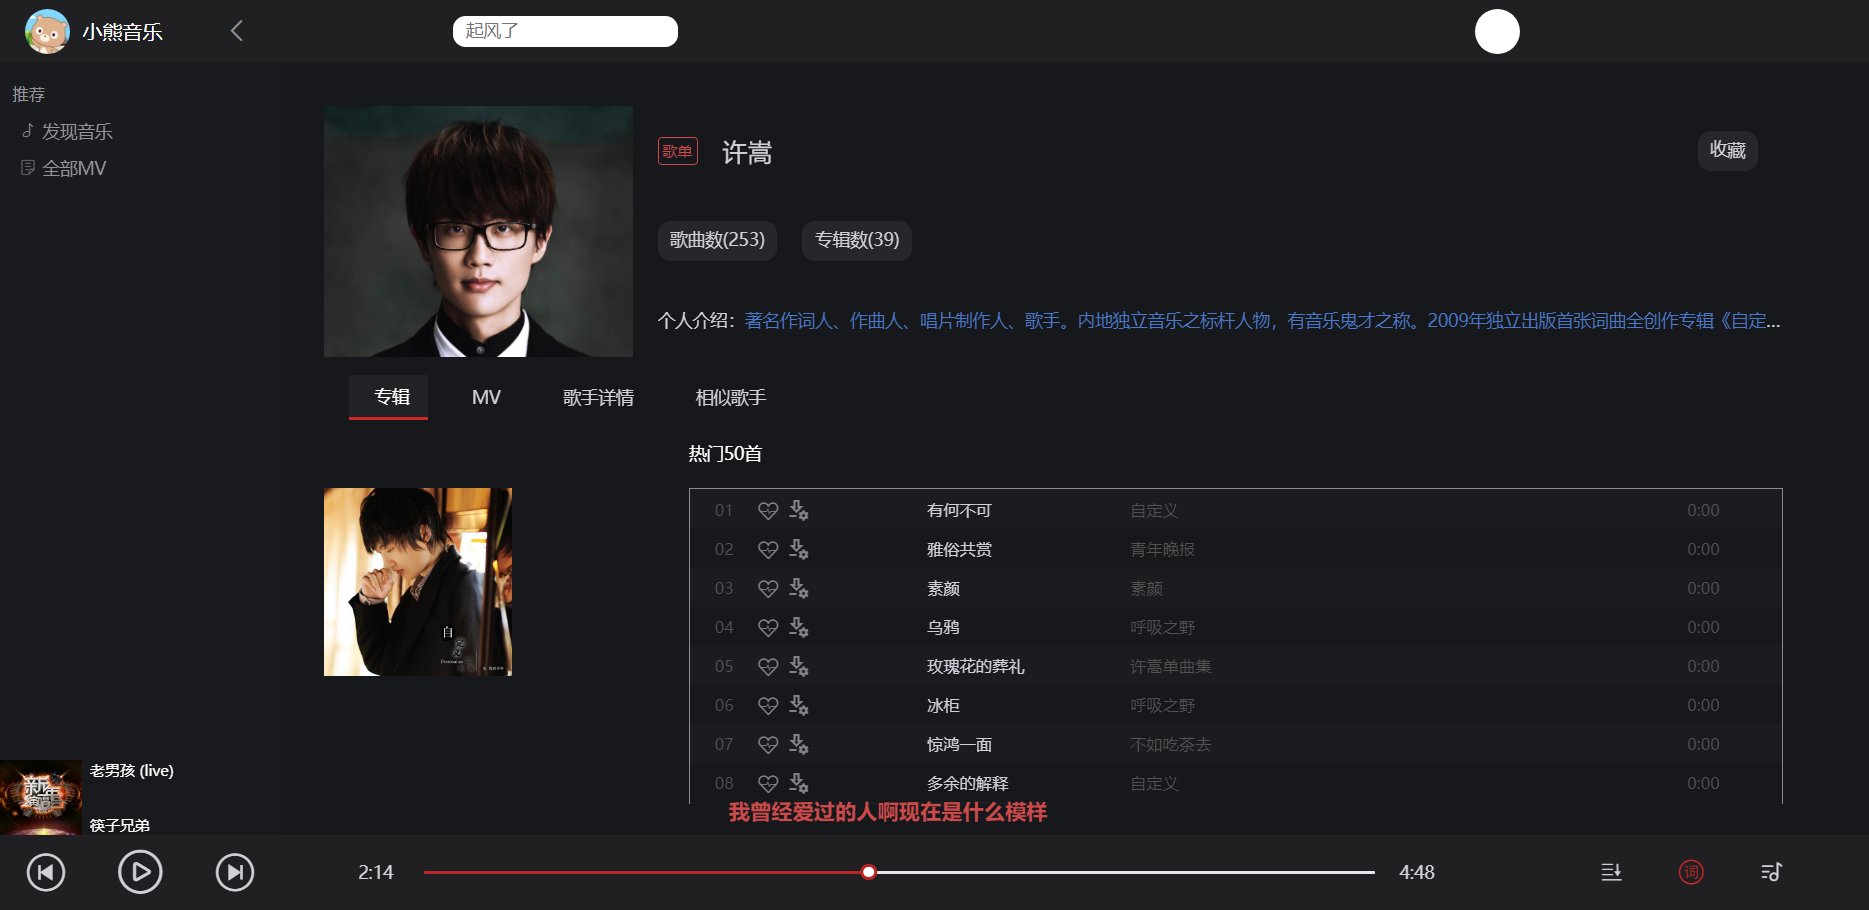 小熊音乐
起风了
推荐
发现音乐
全部MV
歌单
许嵩
收藏
歌曲数(253)
专辑数(39)
个人介绍：著名作词人、作曲人、唱片制作人、歌手。内地独立音乐之标杆人物，有音乐鬼才之称。2009年独立出版首张词曲全创作专辑《自定...
专辑
MV
歌手详情
相似歌手
热门50首
01 有何不可 自定义 0:00
02 雅俗共赏 青年晚报 0:00
03 素颜 素颜 0:00
04 乌鸦 呼吸之野 0:00
05 玫瑰花的葬礼 许嵩单曲集 0:00
06 冰柜 呼吸之野 0:00
07 惊鸿一面 不如吃茶去 0:00
08 多余的解释 自定义 0:00
自
老男孩 (live)
筷子兄弟
我曾经爱过的人啊现在是什么模样
2:14
4:48
词